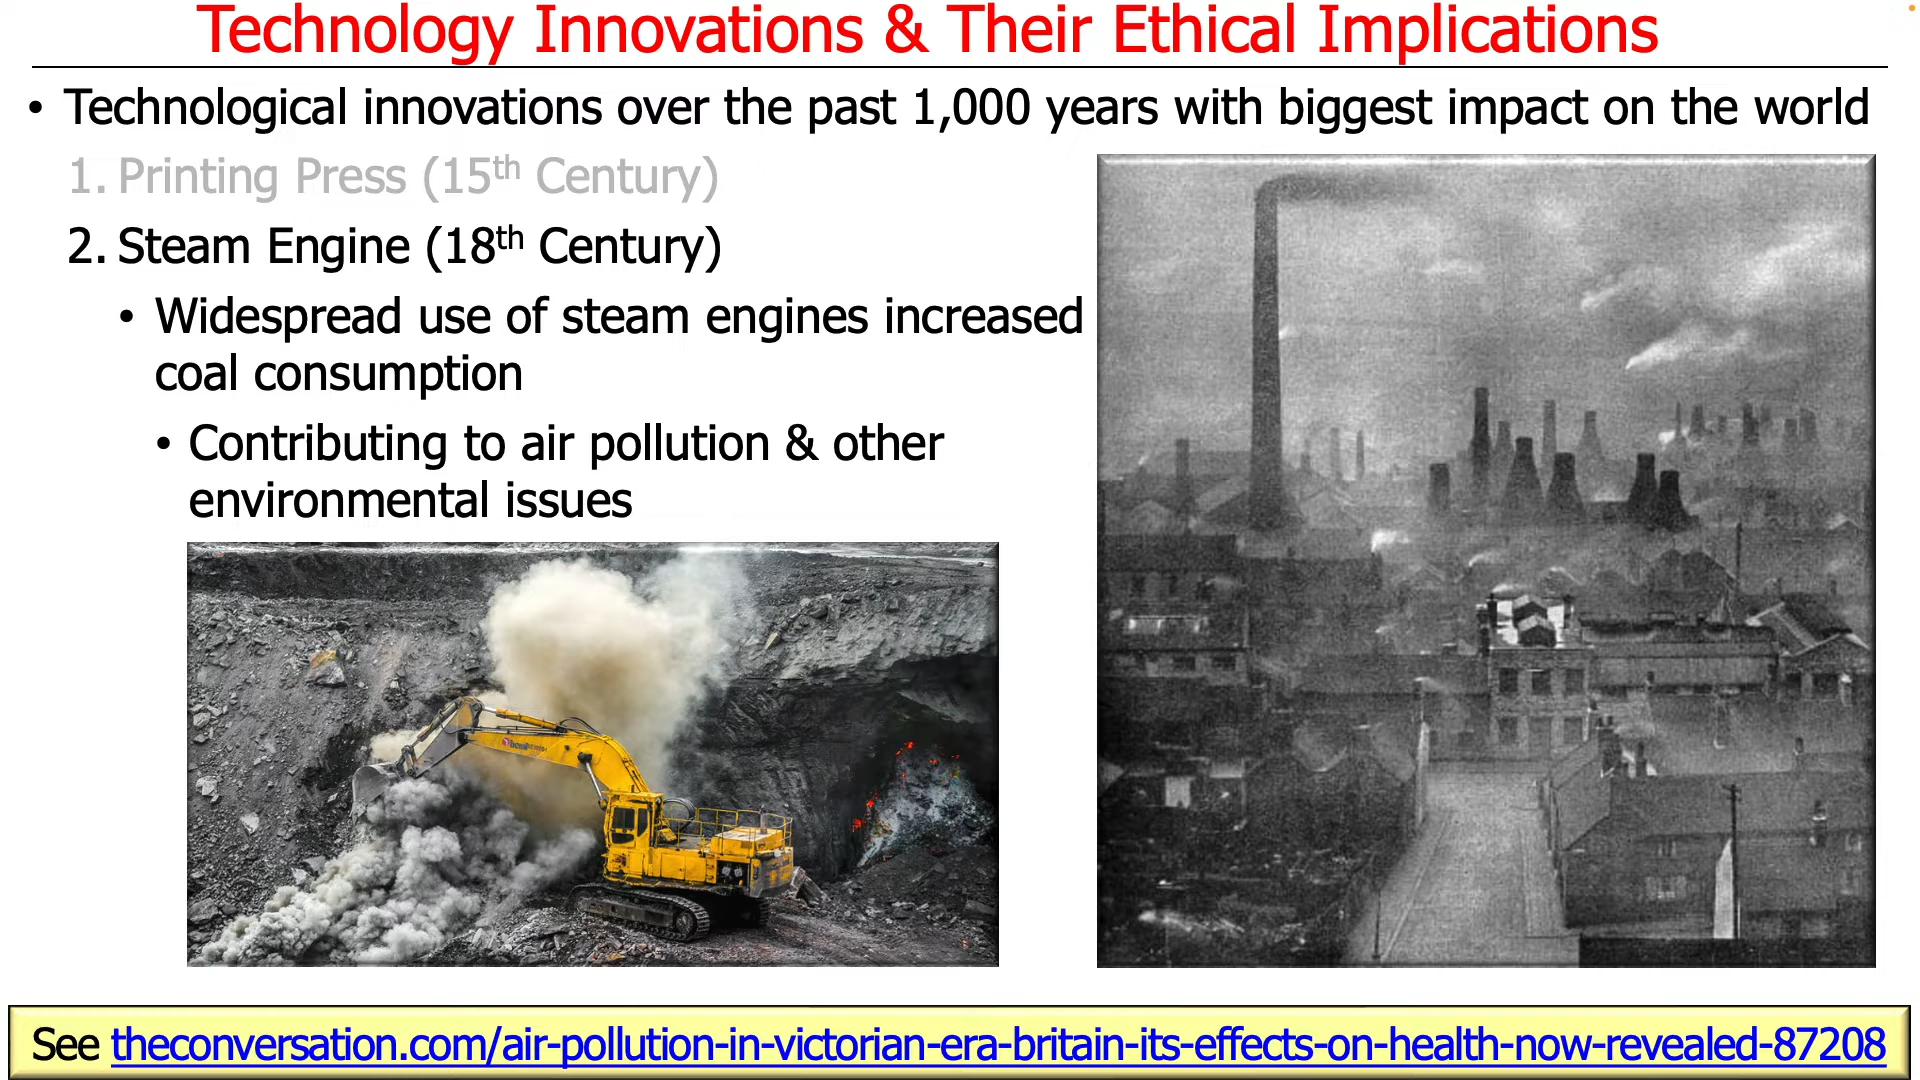 Technology Innovations & Their Ethical Implications
• Technological innovations over the past 1,000 years with biggest impact on the world
1. Printing Press (15th Century)
2. Steam Engine (18th Century)
• Widespread use of steam engines increased
coal consumption
• Contributing to air pollution & other
environmental issues
See theconversation.com/air-pollution-in-victorian-era-britain-its-effects-on-health-now-revealed-87208